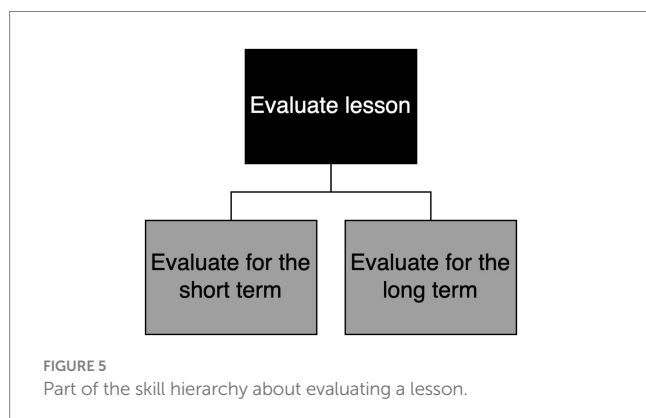 Evaluate lesson
Evaluate for the
short term
Evaluate for the
long term
FIGURE 5
Part of the skill hierarchy about evaluating a lesson.